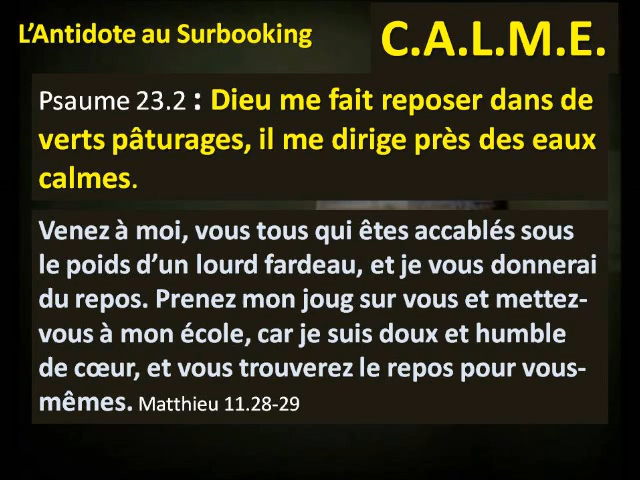 L’Antidote au Surbooking
C.A.L.M.E.
Psaume 23.2 : Dieu me fait reposer dans de
verts pâturages, il me dirige près des eaux
calmes.
Venez à moi, vous tous qui êtes accablés sous
le poids d’un lourd fardeau, et je vous donnerai
du repos. Prenez mon joug sur vous et mettez-
vous à mon école, car je suis doux et humble
de cœur, et vous trouverez le repos pour vous-
mêmes. Matthieu 11.28-29